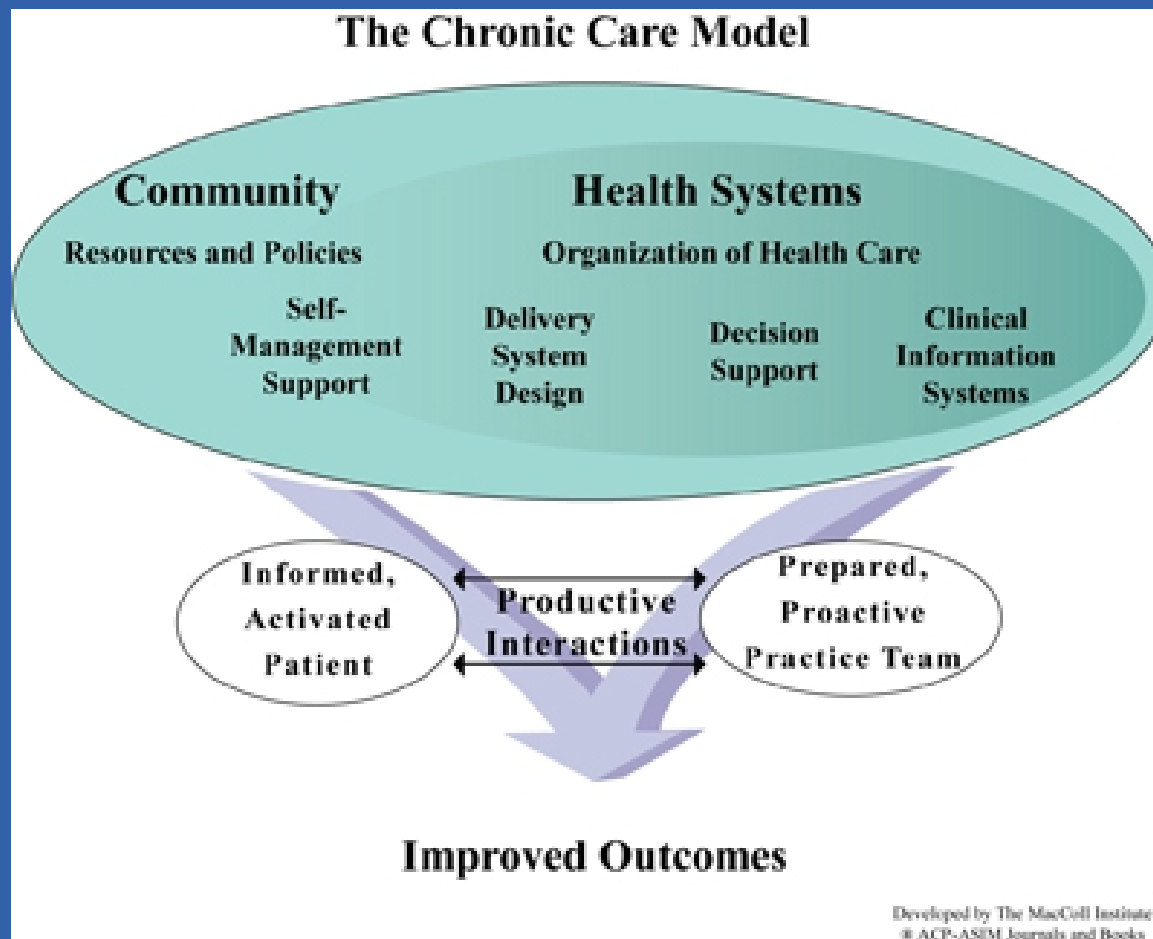 The Chronic Care Model
Community
Health Systems
Resources and Policies
Organization of Health Care
Self-
Management
Support
Delivery
System
Design
Decision
Support
Clinical
Information
Systems
Informed,
Activated
Patient
Productive
Interactions
Prepared,
Proactive
Practice Team
Improved Outcomes
Developed by The MacColl Institute
® ACP-ASIM Journals and Books